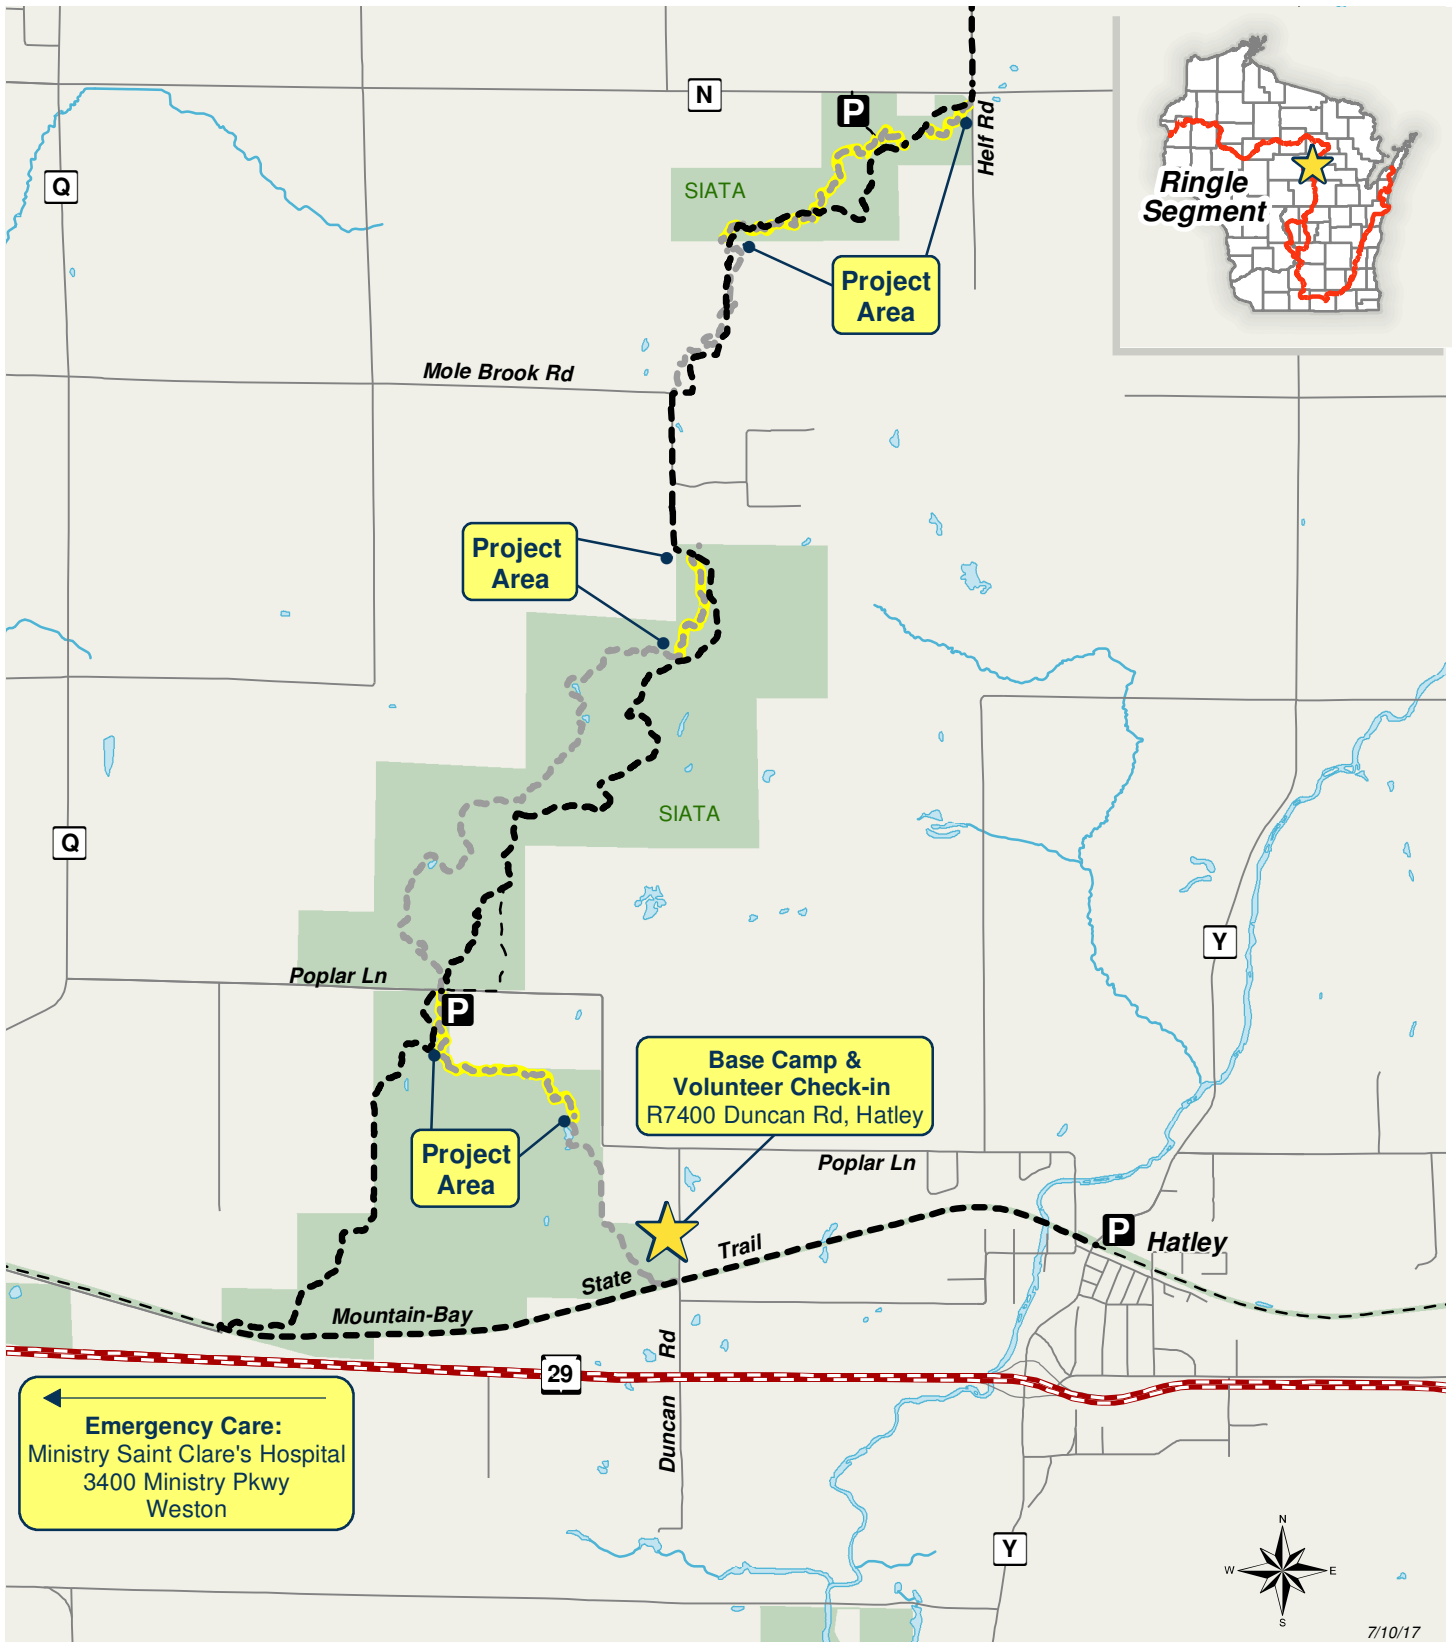 N
P
Helf Rd
Q
SIATA
Ringle
Segment
Project
Area
Mole Brook Rd
Project
Area
SIATA
Q
Y
Poplar Ln
P
Base Camp &
Volunteer Check-in
R7400 Duncan Rd, Hatley
Project
Area
Poplar Ln
P
Hatley
Mountain-Bay State Trail
Duncan Rd
29
Emergency Care:
Ministry Saint Clare's Hospital
3400 Ministry Pkwy
Weston
Y
N
W
E
S
7/10/17